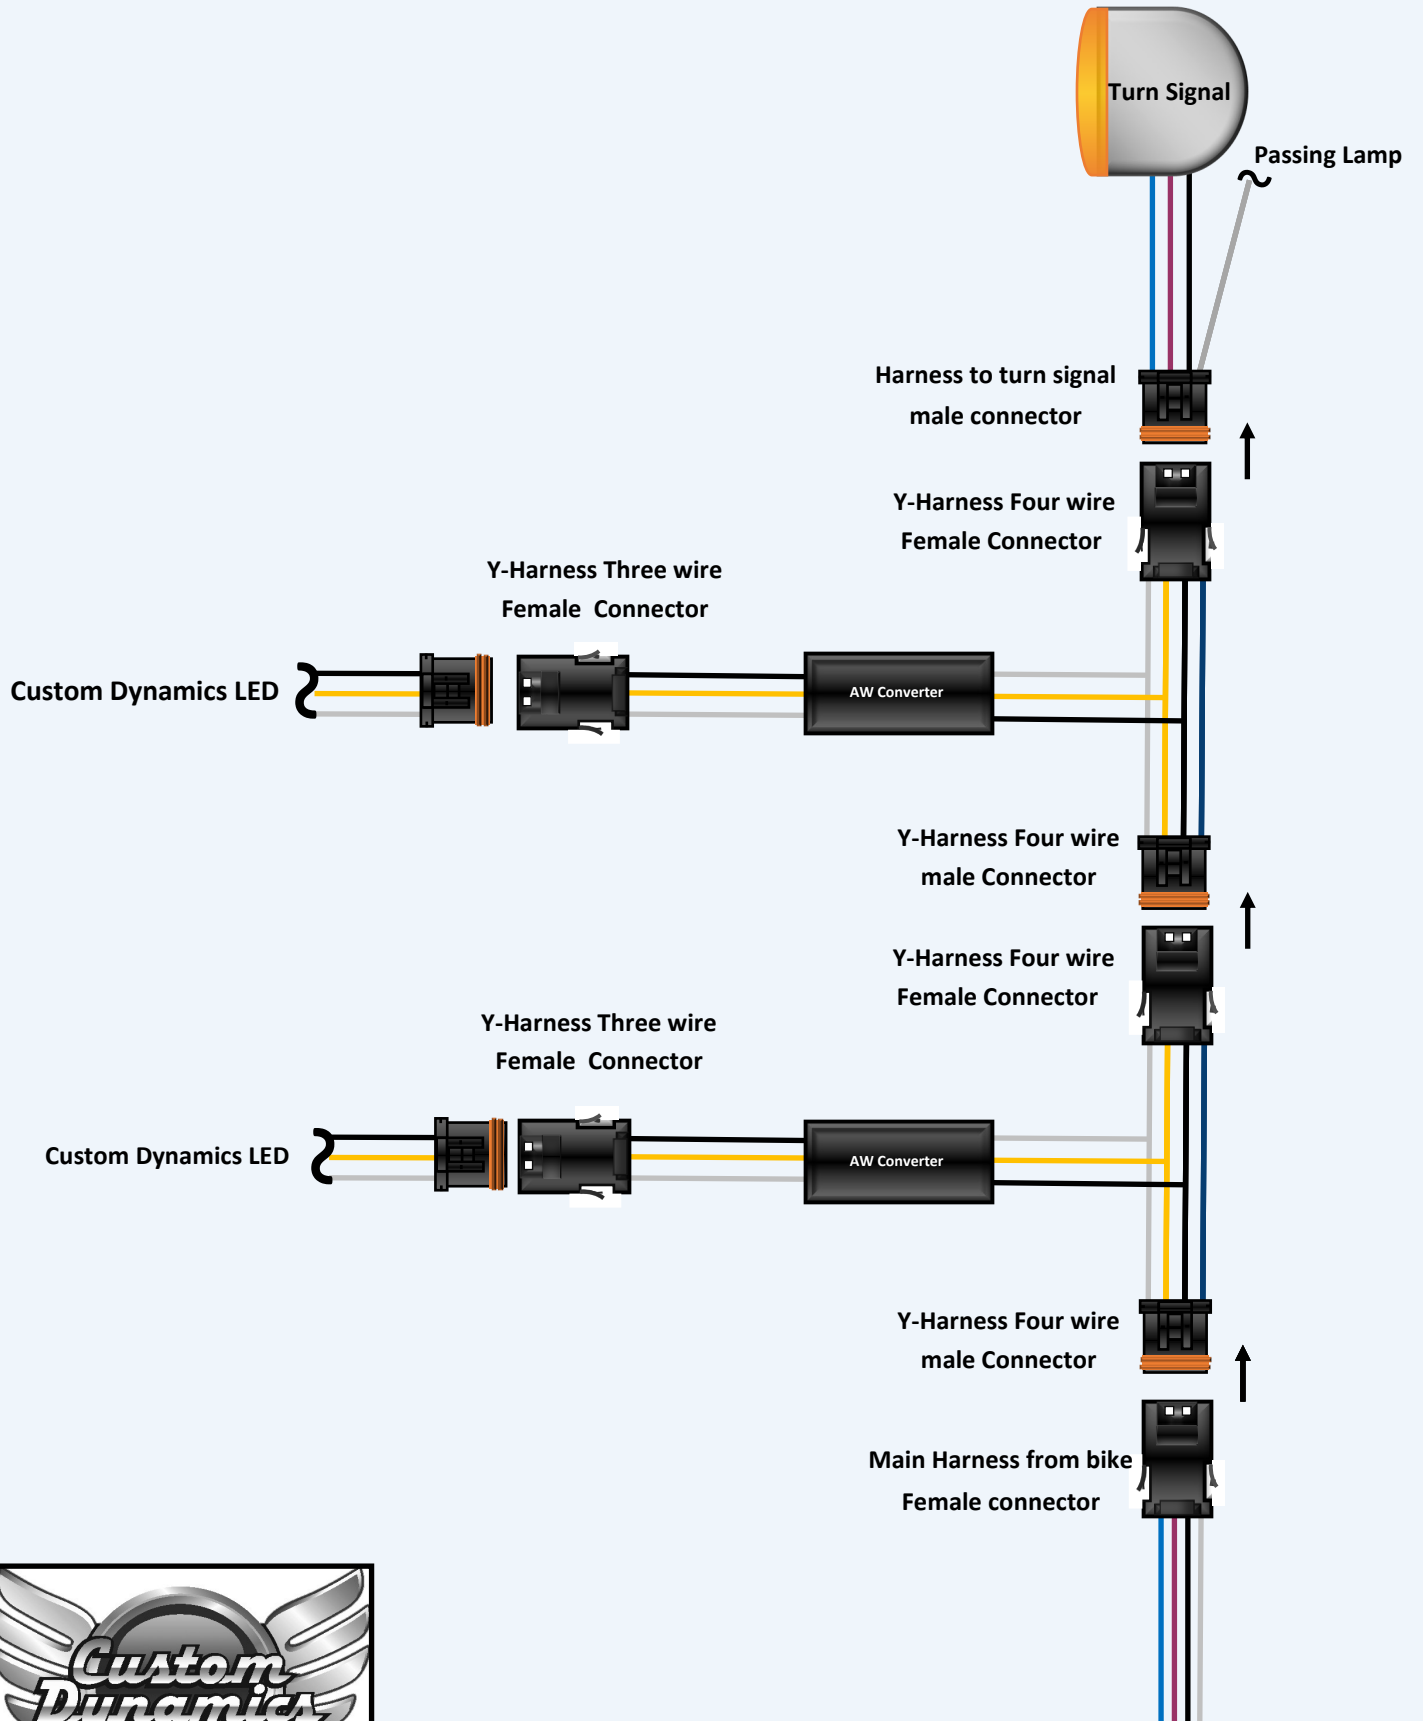 Turn Signal
Passing Lamp
Harness to turn signal
male connector
Y-Harness Four wire
Female Connector
Y-Harness Three wire
Female Connector
Custom Dynamics LED
AW Converter
Y-Harness Four wire
male Connector
Y-Harness Four wire
Female Connector
Y-Harness Three wire
Female Connector
Custom Dynamics LED
AW Converter
Y-Harness Four wire
male Connector
Main Harness from bike
Female connector
Custom
Dynamics